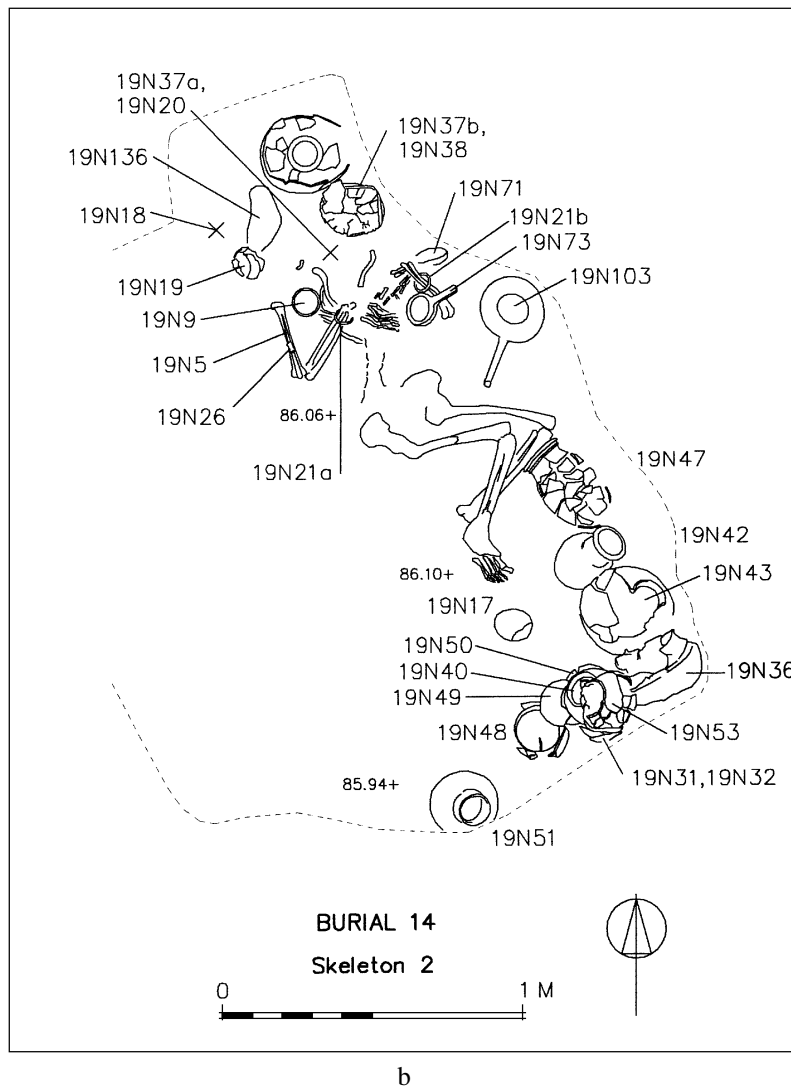 19N37a,
19N20
19N37b,
19N38
19N136
19N71
19N21b
19N18
19N73
19N103
19N19
19N9
19N5
19N26
86.06+
19N21a
19N47
19N42
19N43
86.10+
19N17
19N50
19N40
19N36
19N49
19N48
19N53
19N31,19N32
85.94+
19N51
BURIAL 14
Skeleton 2
0 1 M
b